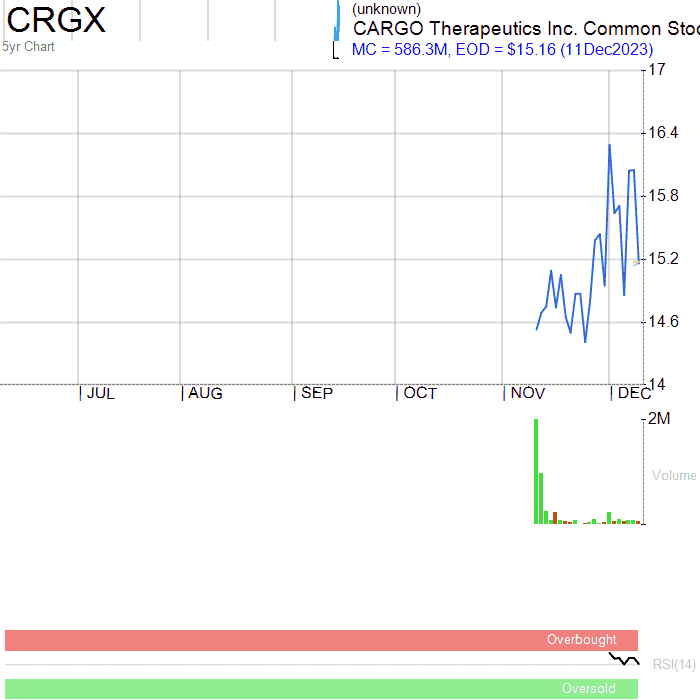 CRGX
5yr Chart
(unknown)
CARGO Therapeutics Inc. Common Stoc
MC = 586.3M, EOD = $15.16 (11Dec2023)
17
16.4
15.8
15.2
14.6
14
JUL AUG SEP OCT NOV DEC
2M
Volume
Overbought
RSI(14)
Oversold